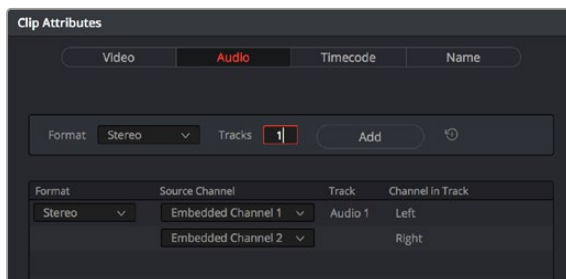 Clip Attributes
Video Audio Timecode Name
Format Stereo Tracks 1 Add
Format Source Channel Track Channel in Track
Stereo Embedded Channel 1 Audio 1 Left
Embedded Channel 2 Right